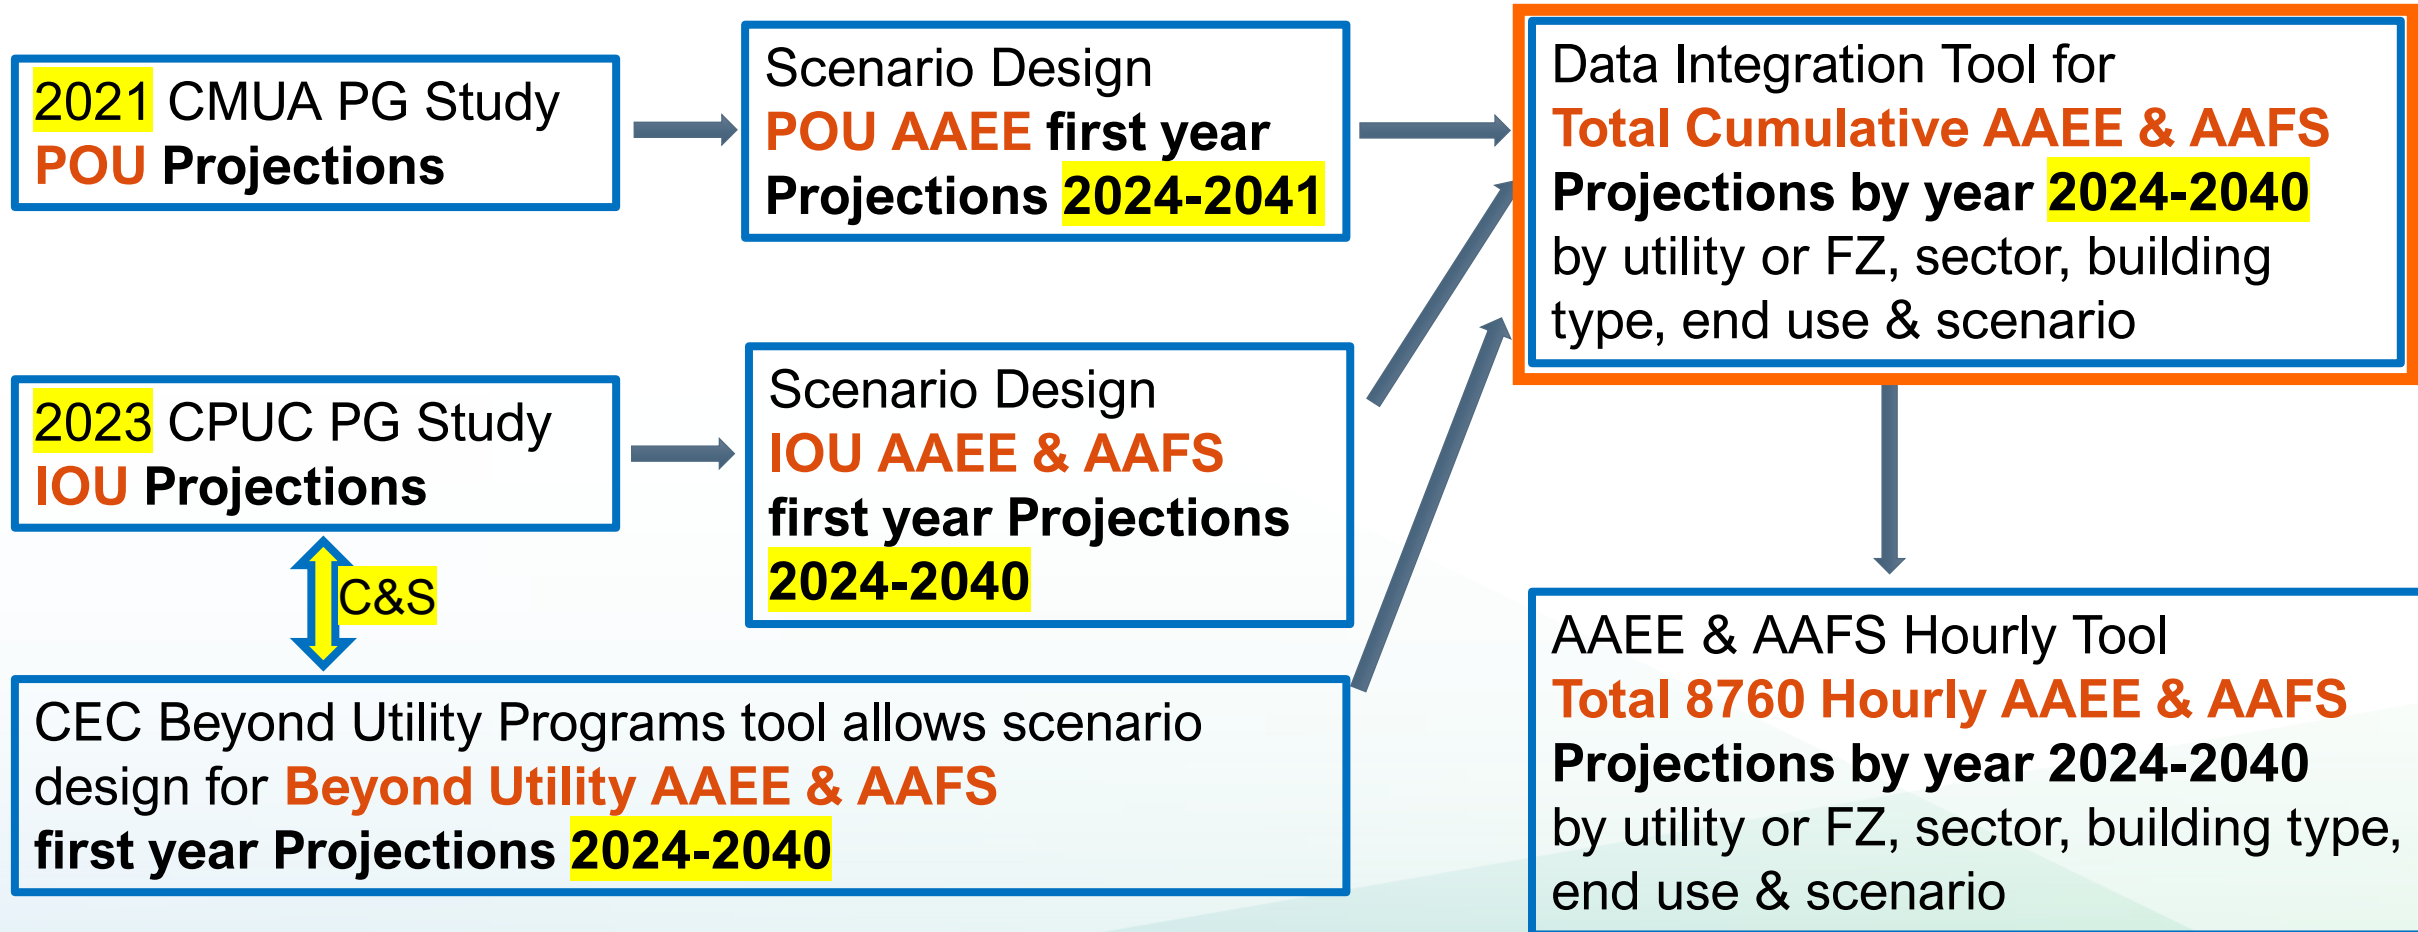 2021 CMUA PG Study
POU Projections
Scenario Design
POU AAEE first year
Projections 2024-2041
Data Integration Tool for
Total Cumulative AAEE & AAFS
Projections by year 2024-2040
by utility or FZ, sector, building
type, end use & scenario
2023 CPUC PG Study
IOU Projections
Scenario Design
IOU AAEE & AAFS
first year Projections
2024-2040
C&S
CEC Beyond Utility Programs tool allows scenario
design for Beyond Utility AAEE & AAFS
first year Projections 2024-2040
AAEE & AAFS Hourly Tool
Total 8760 Hourly AAEE & AAFS
Projections by year 2024-2040
by utility or FZ, sector, building type,
end use & scenario